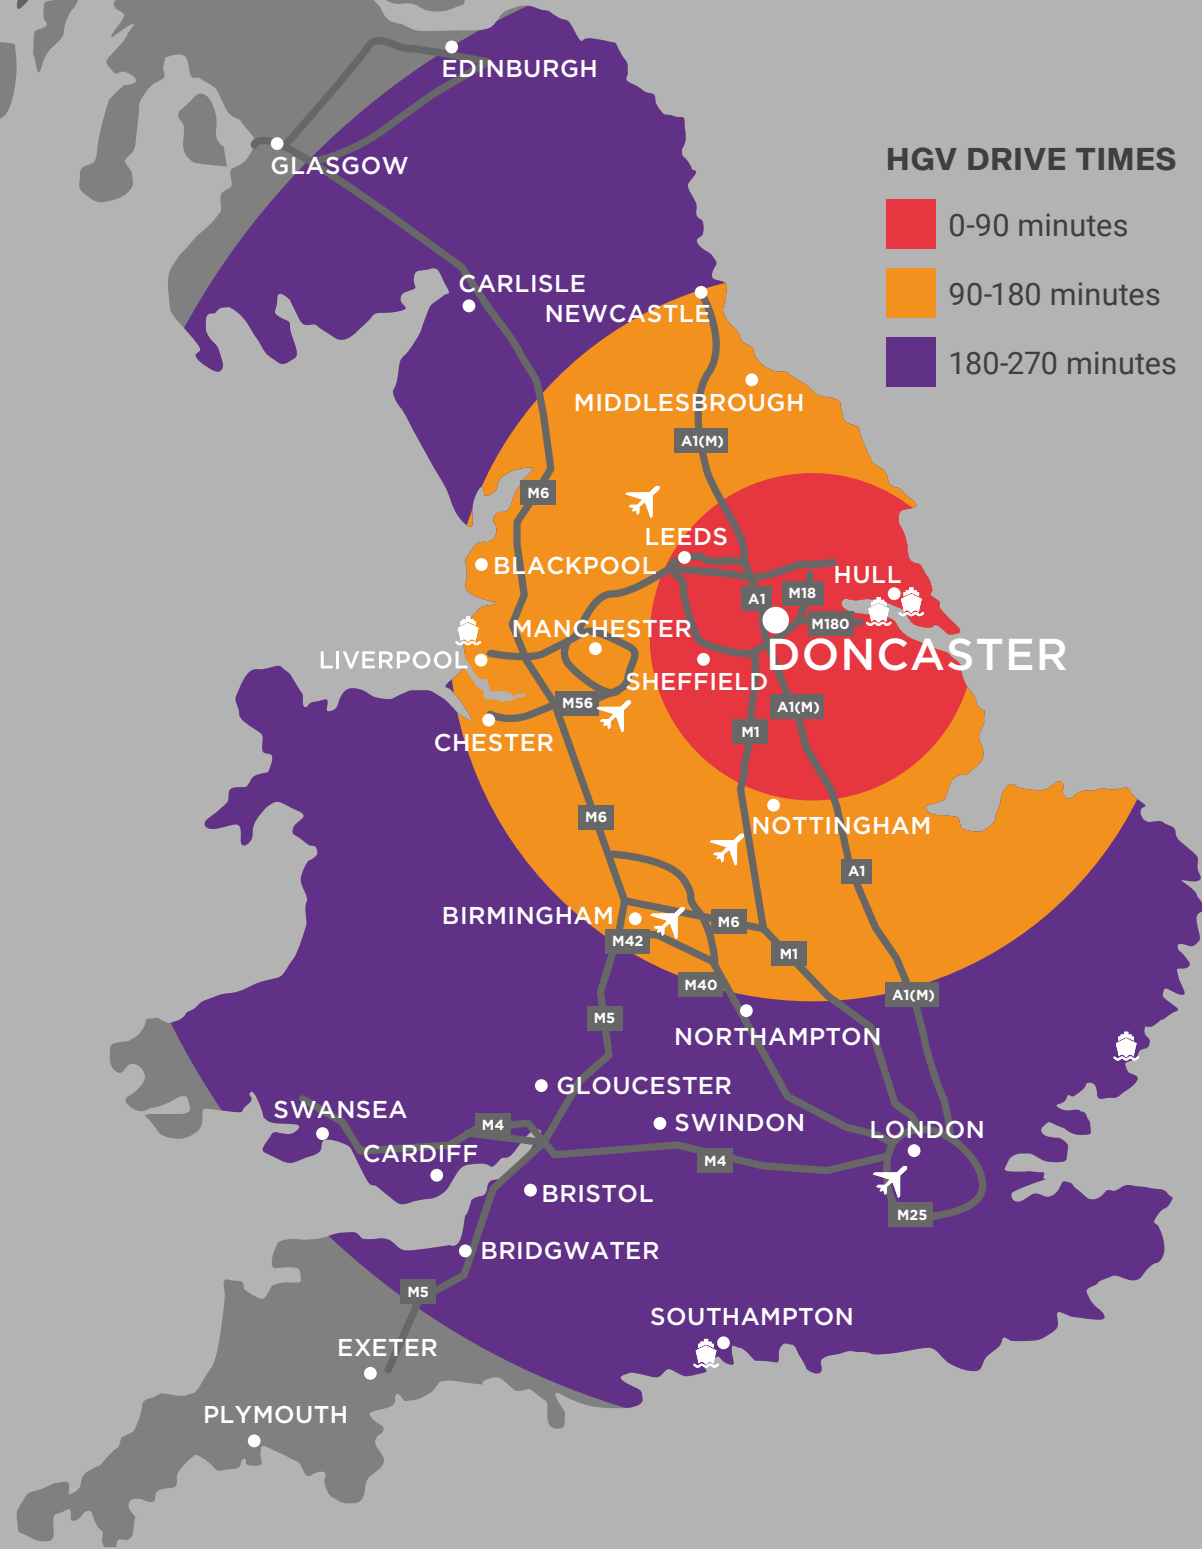 EDINBURGH
HGV DRIVE TIMES
GLASGOW
0-90 minutes
CARLISLE
90-180 minutes
NEWCASTLE
180-270 minutes
MIDDLESBROUGH
A1(M)
M6
LEEDS
BLACKPOOL
HULL
A1
M18
M180
MANCHESTER
DONCASTER
LIVERPOOL
SHEFFIELD
M56
A1(M)
M1
CHESTER
M6
NOTTINGHAM
A1
BIRMINGHAM
M6
M42
M1
M40
A1(M)
M5
NORTHAMPTON
GLOUCESTER
SWANSEA
M4
SWINDON
LONDON
CARDIFF
M4
BRISTOL
M25
BRIDGWATER
M5
SOUTHAMPTON
EXETER
PLYMOUTH